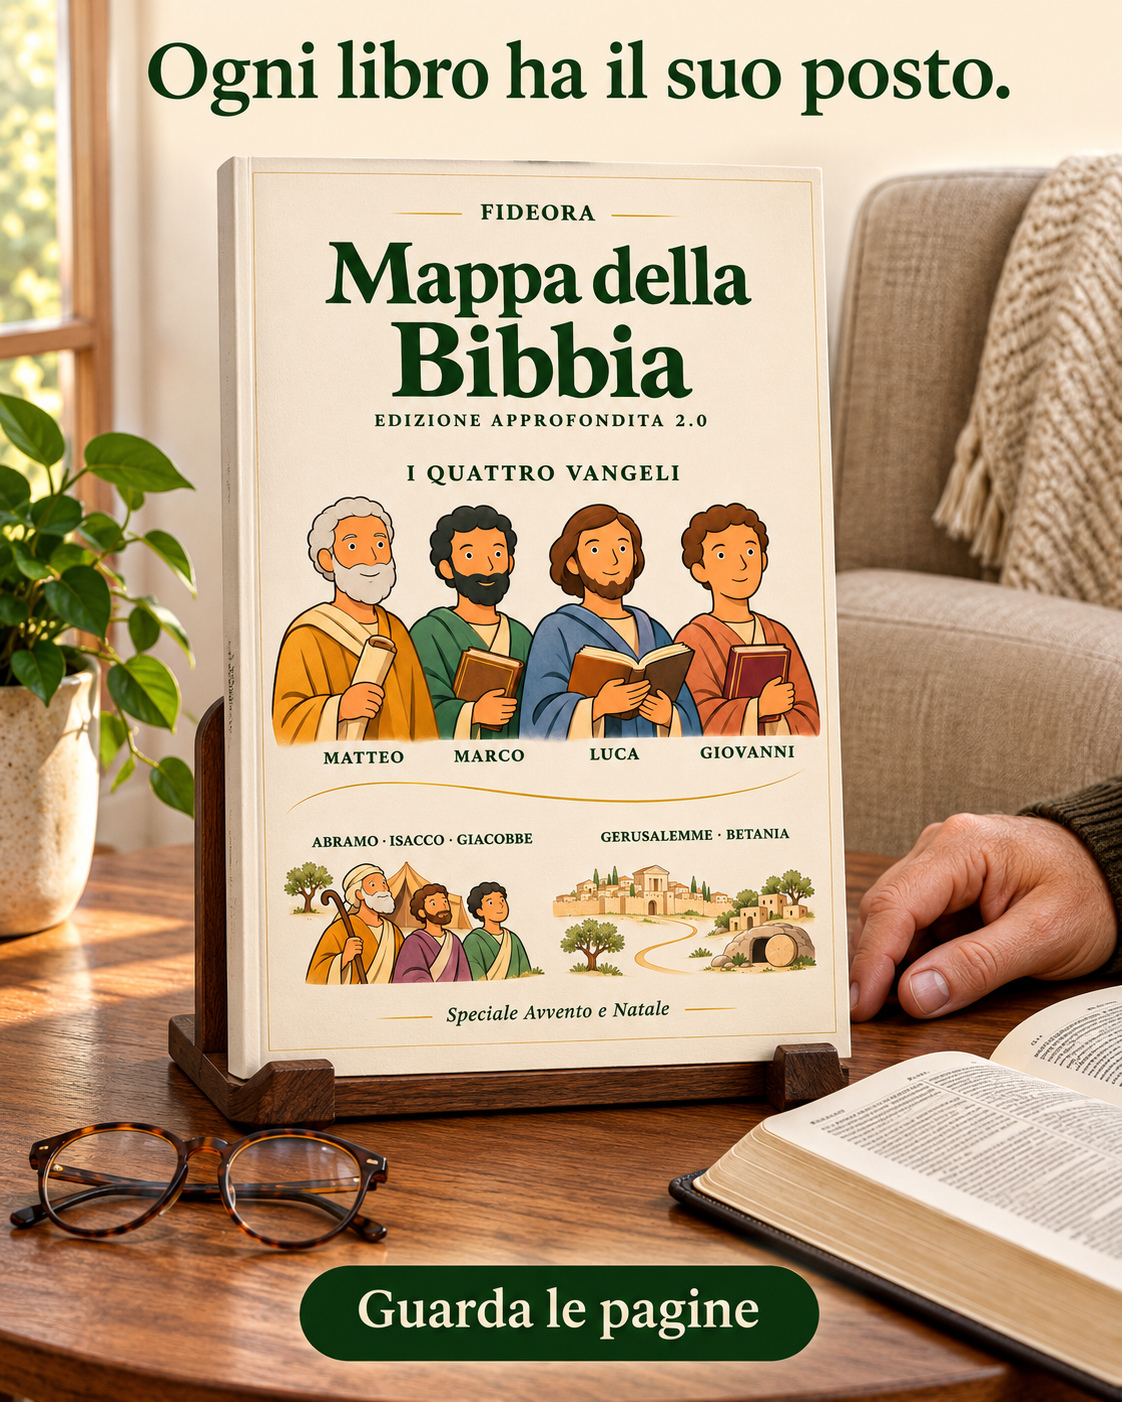 Ogni libro ha il suo posto.
FIDEORA
Mappa della
Bibbia
EDIZIONE APPROFONDITA 2.0
I QUATTRO VANGELI
MATTEO MARCO LUCA GIOVANNI
ABRAMO · ISACCO · GIACOBBE
GERUSALEMME · BETANIA
Speciale Avvento e Natale
Guarda le pagine